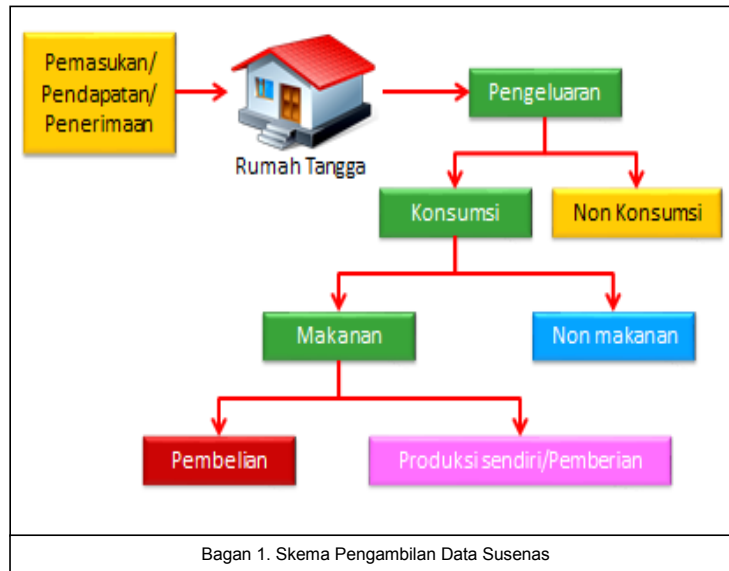 Pemasukan/
Pendapatan/
Penerimaan
Rumah Tangga
Pengeluaran
Konsumsi
Non Konsumsi
Makanan
Non makanan
Pembelian
Produksi sendiri/Pemberian
Bagan 1. Skema Pengambilan Data Susenas